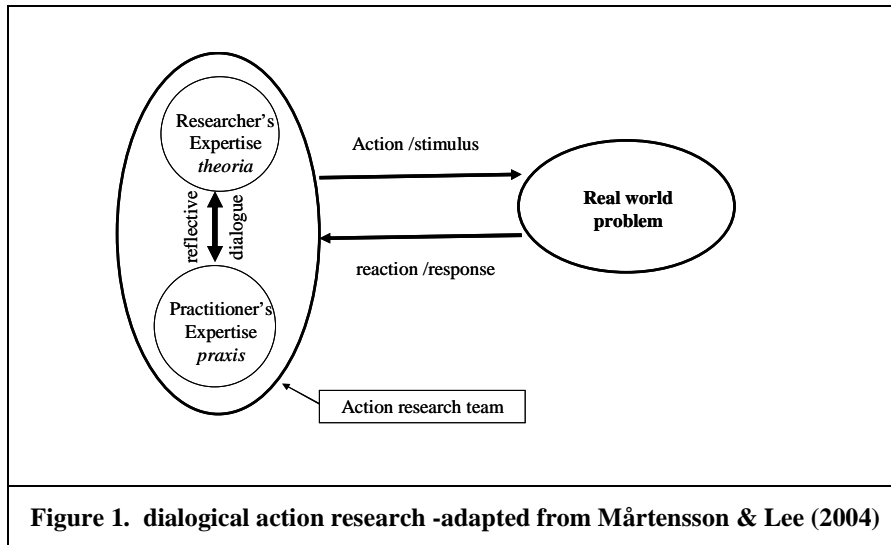 Researcher's
Expertise
theoria
reflective
dialogue
Practitioner's
Expertise
praxis
Action /stimulus
reaction /response
Real world
problem
Action research team
Figure 1.  dialogical action research -adapted from Mårtensson & Lee (2004)